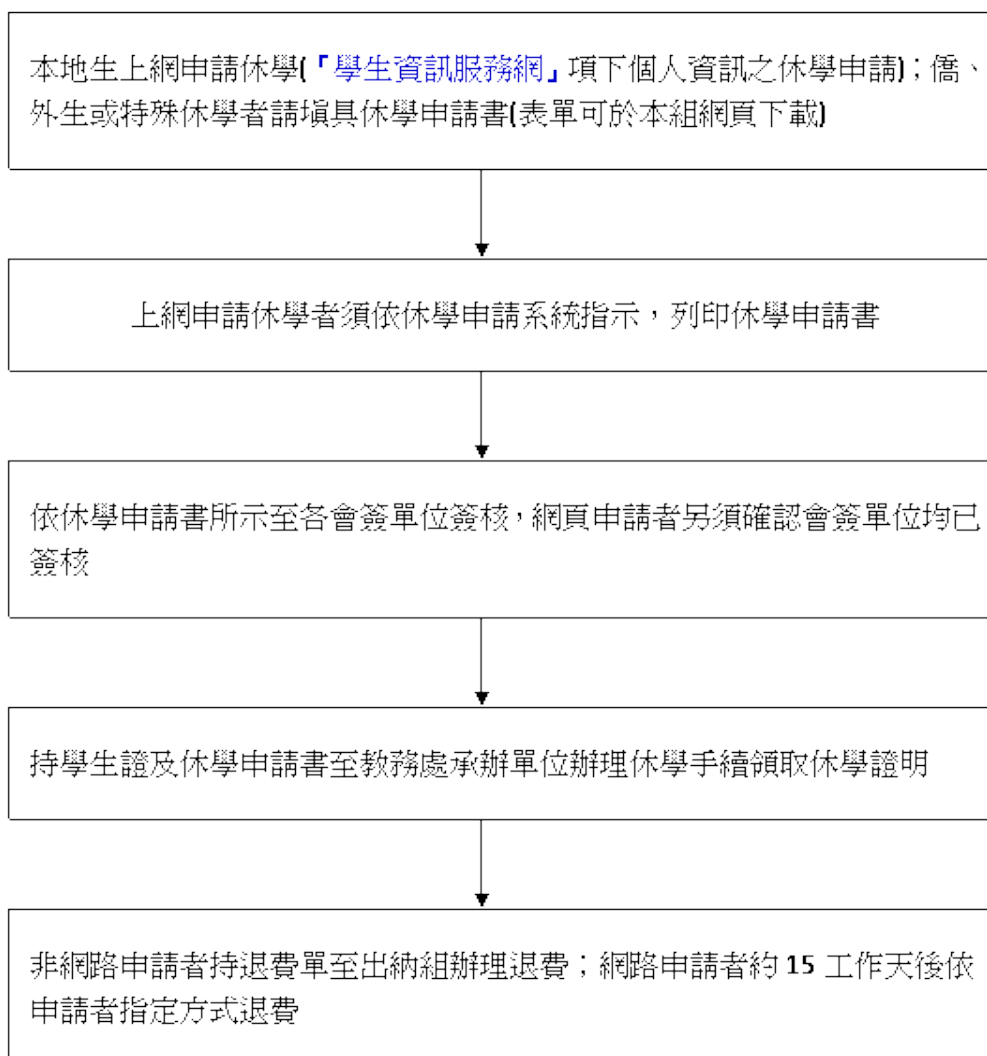 本地生上網申請休學(「學生資訊服務網」項下個人資訊之休學申請)；僑、
外生或特殊休學者請填具休學申請書(表單可於本組網頁下載)
上網申請休學者須依休學申請系統指示，列印休學申請書
依休學申請書所示至各會簽單位簽核，網頁申請者另須確認會簽單位均已
簽核
持學生證及休學申請書至教務處承辦單位辦理休學手續領取休學證明
非網路申請者持退費單至出納組辦理退費；網路申請者約 15 工作天後依
申請者指定方式退費